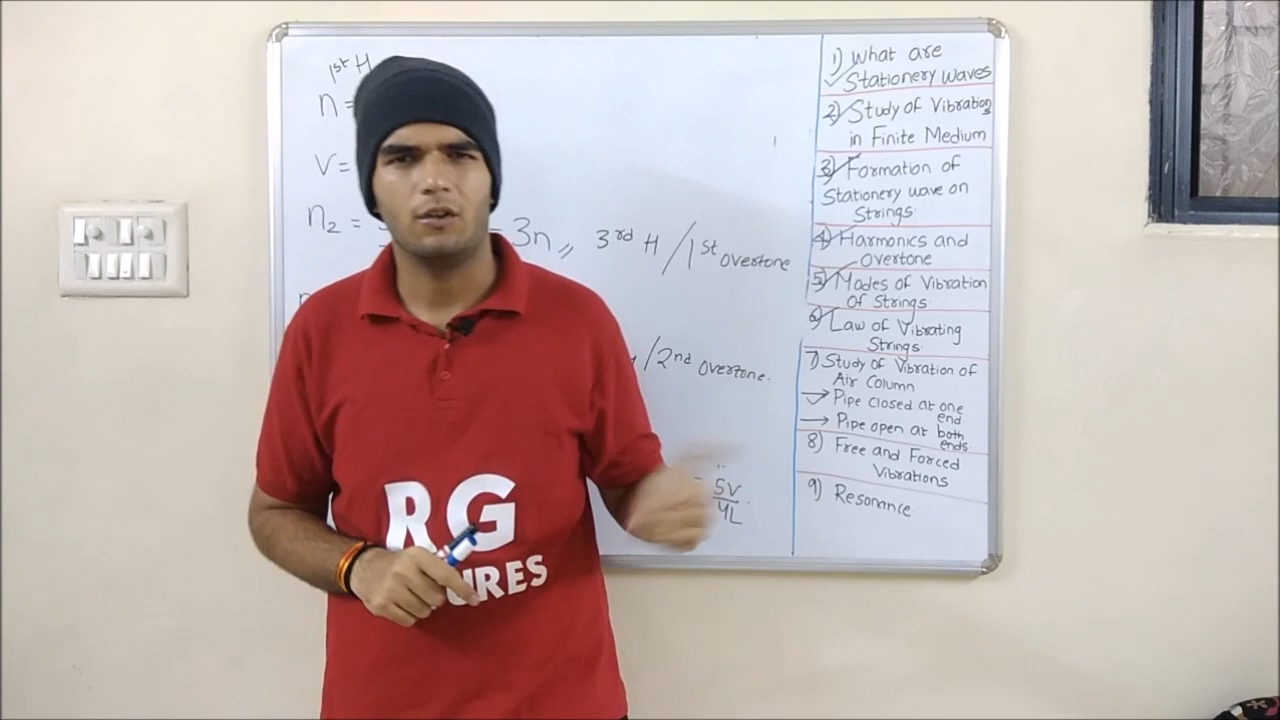 1st H
n =
v =
n2 =
= 3n,, 3rd H / 1st overtone
/ 2nd overtone.
5v
4L
1) What are
Stationery waves
2) Study of Vibrations
in Finite Medium
3) Formation of
Stationery wave on
Strings.
4) Harmonics and
Overtone
5) Modes of Vibration
of Strings.
6) Law of Vibrating
Strings.
7) Study of Vibration of
Air Column
→ Pipe closed at one
end
→ Pipe open at both
ends.
8) Free and Forced
Vibrations
9) Resonance
RG
URES